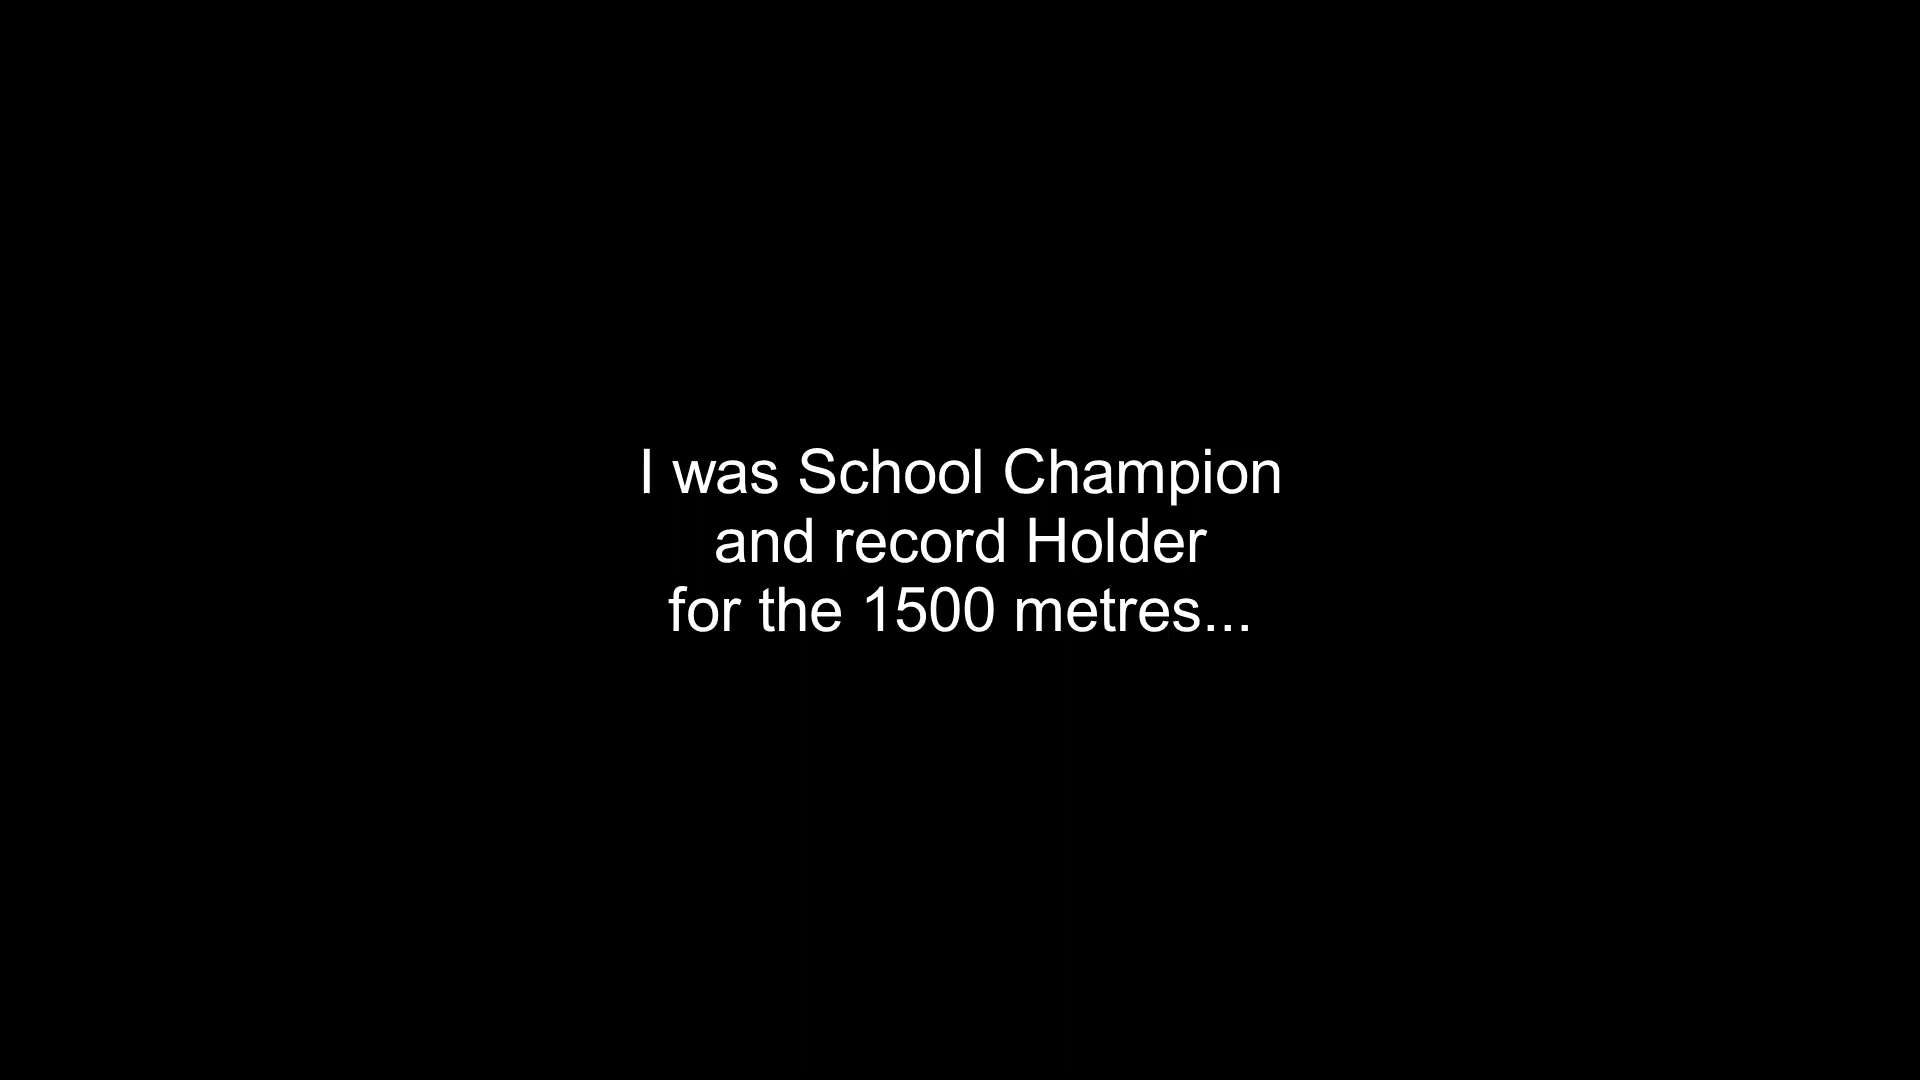 I was School Champion
and record Holder
for the 1500 metres...